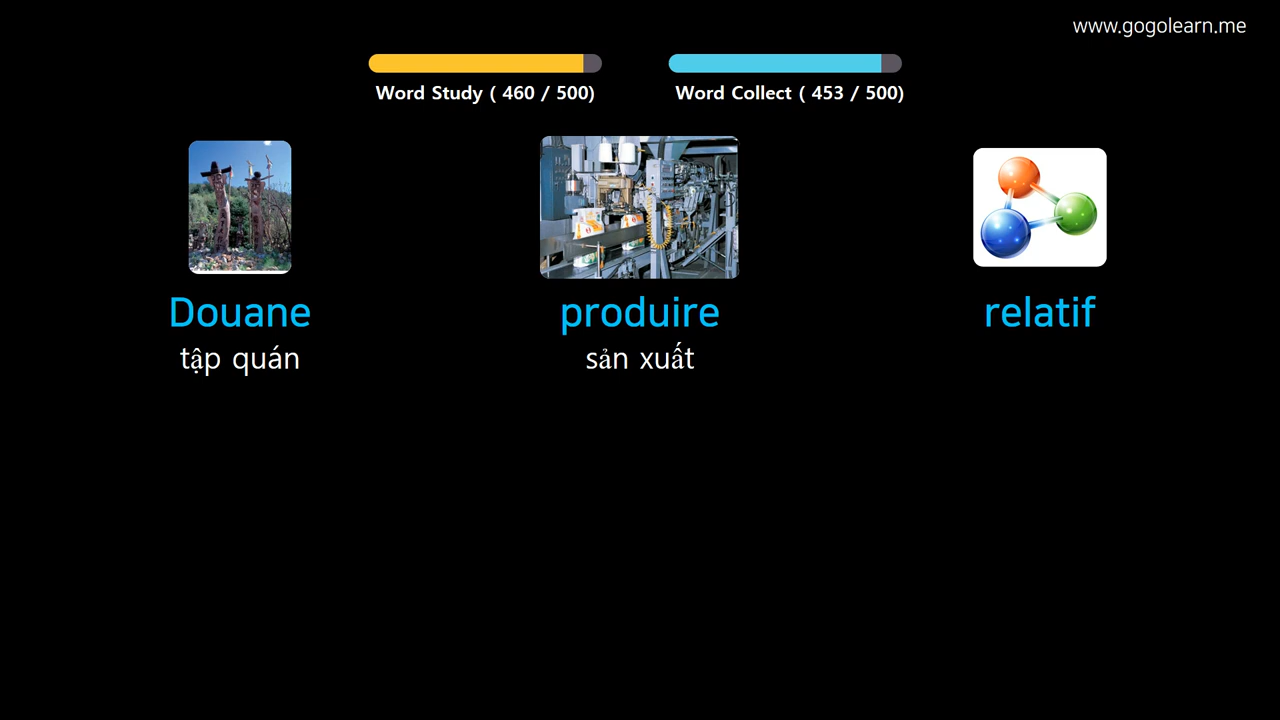 www.gogolearn.me
Word Study ( 460 / 500)
Word Collect ( 453 / 500)
Douane
produire
relatif
tập quán
sản xuất